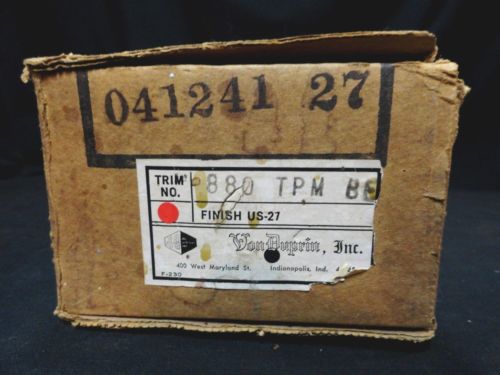 041241 27
TRIM NO. 880 TPM BE
FINISH US-27
Von Duprin, Inc.
400 West Maryland St. Indianapolis, Ind.
F-230